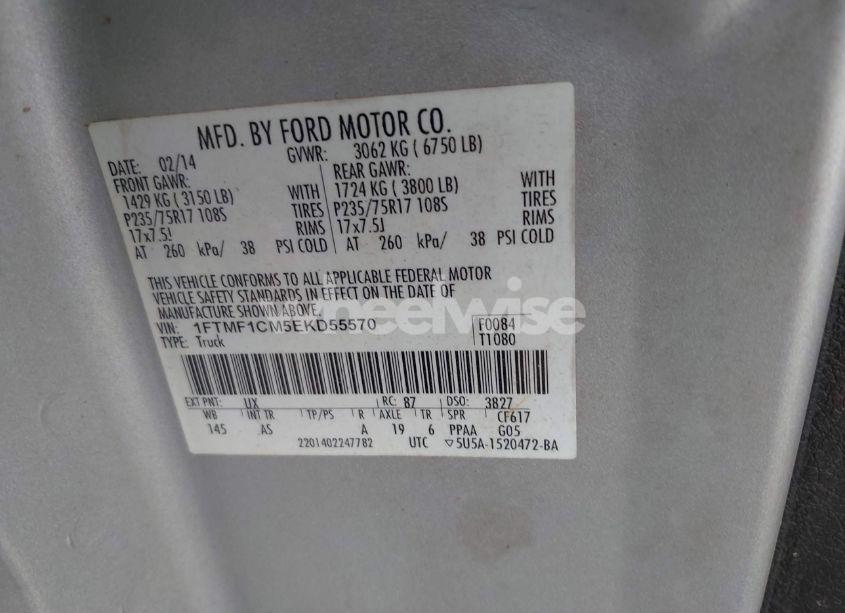 MFD. BY FORD MOTOR CO.
DATE: 02/14 GVWR: 3062 KG ( 6750 LB)
FRONT GAWR: REAR GAWR:
1429 KG ( 3150 LB) WITH 1724 KG ( 3800 LB) WITH
P235/75R17 108S TIRES P235/75R17 108S TIRES
17x7.5J RIMS 17x7.5J RIMS
AT 260 kPa/ 38 PSI COLD AT 260 kPa/ 38 PSI COLD
THIS VEHICLE CONFORMS TO ALL APPLICABLE FEDERAL MOTOR
VEHICLE SAFETY STANDARDS IN EFFECT ON THE DATE OF
MANUFACTURE SHOWN ABOVE.
VIN: 1FTMF1CM5EKD55570 F0084
TYPE: Truck T1080
EXT PNT: UX RC: 87 DSO: 3827
WB INT TR TP/PS R AXLE TR SPR CF617
145 AS A 19 6 PPAA G05
2201402247782 UTC ▽5U5A-1520472-BA
wheelwise